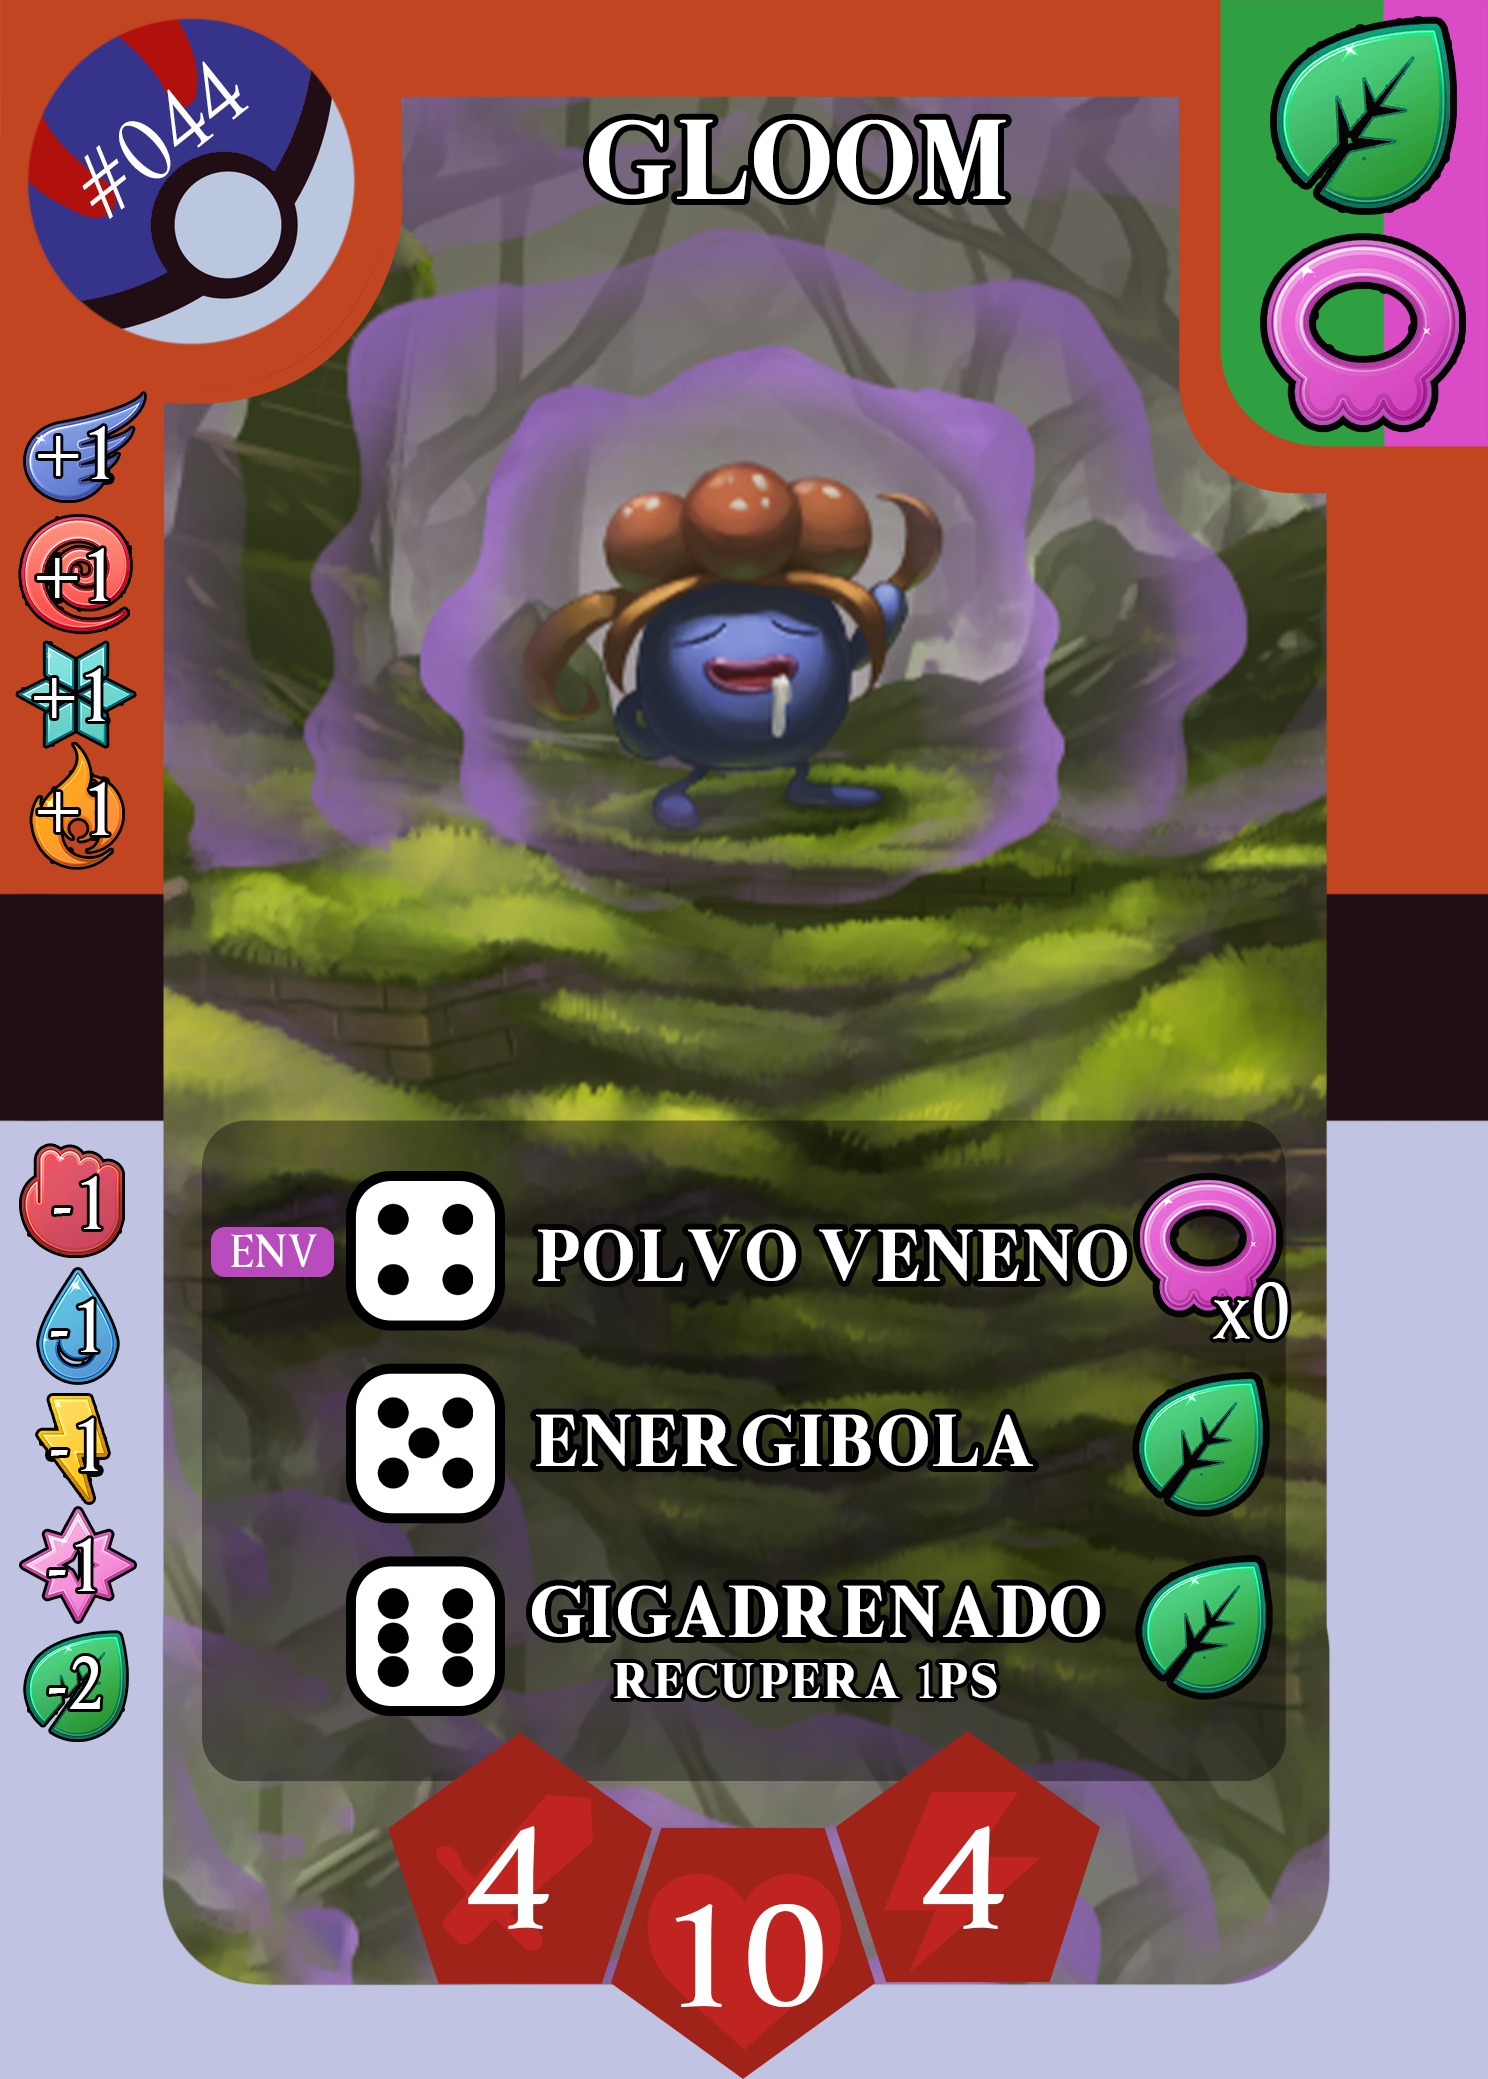 #044
GLOOM
+1
+1
+1
+1
-1
-1
-1
-1
-2
ENV POLVO VENENO x0
ENERGIBOLA
GIGADRENADO
RECUPERA 1PS
4 10 4